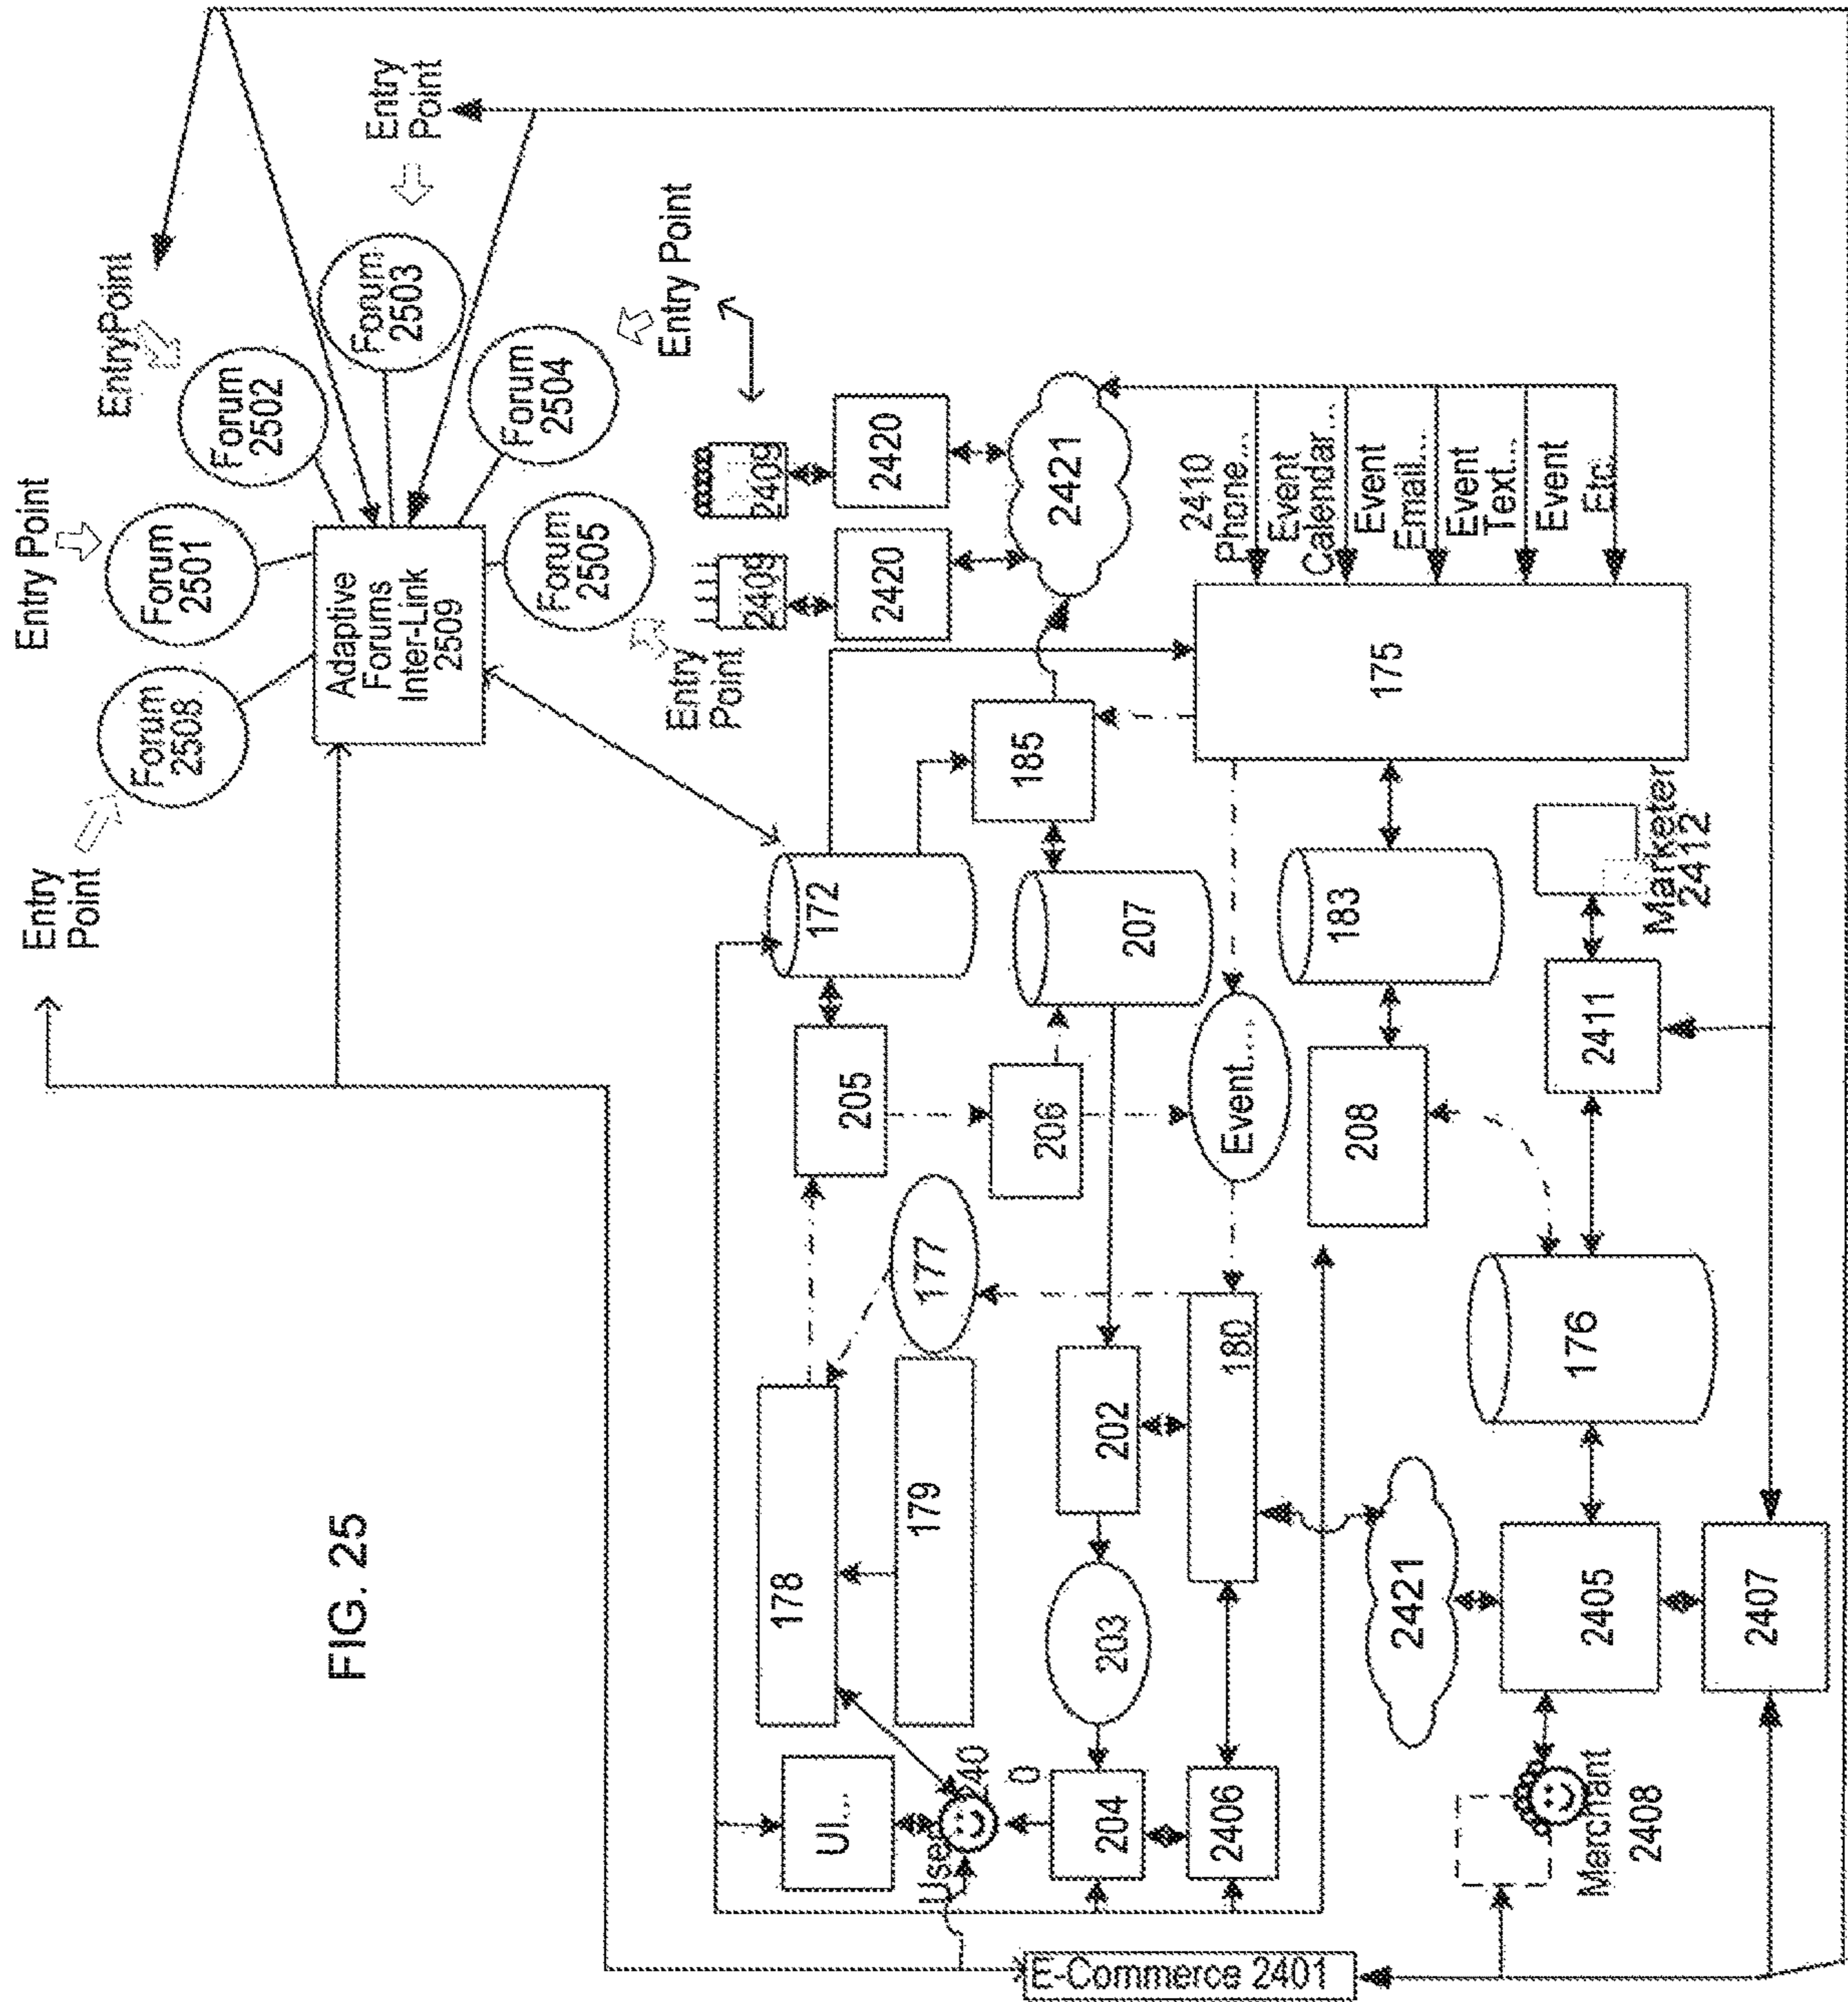 FIG. 25
Entry
Point
Entry Point
EntryPoint
Entry
Point
Entry Point
Entry
Point
Forum
2508
Forum
2501
Forum
2502
Forum
2503
Forum
2504
Forum
2505
Adaptive
Forums
Inter-Link
2509
2409
2409
2420
2420
2421
2410
Phone...
Event
Calendar...
Event
Email...
Event
Text...
Event
Etc.
172
185
175
205
207
183
206
Event....
208
2411
Marketer
2412
178
177
179
202
180
176
UI...
User
240
0
203
204
2406
2421
2405
2407
Merchant
2408
E-Commerce 2401